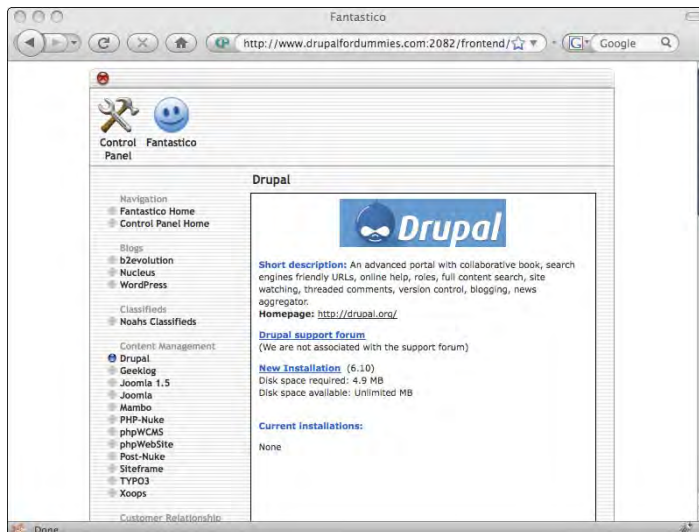 Fantastico
http://www.drupalfordummies.com:2082/frontend/
Google
Control Panel
Fantastico
Drupal
Navigation
Fantastico Home
Control Panel Home
Blogs
b2evolution
Nucleus
WordPress
Classifieds
Noahs Classifieds
Content Management
Drupal
Geeklog
Joomla 1.5
Joomla
Mambo
PHP-Nuke
phpWCMS
phpWebSite
Post-Nuke
Siteframe
TYPO3
Xoops
Customer Relationship
Drupal
Short description: An advanced portal with collaborative book, search
engines friendly URLs, online help, roles, full content search, site
watching, threaded comments, version control, blogging, news
aggregator.
Homepage: http://drupal.org/
Drupal support forum
(We are not associated with the support forum)
New Installation (6.10)
Disk space required: 4.9 MB
Disk space available: Unlimited MB
Current installations:
None
Done